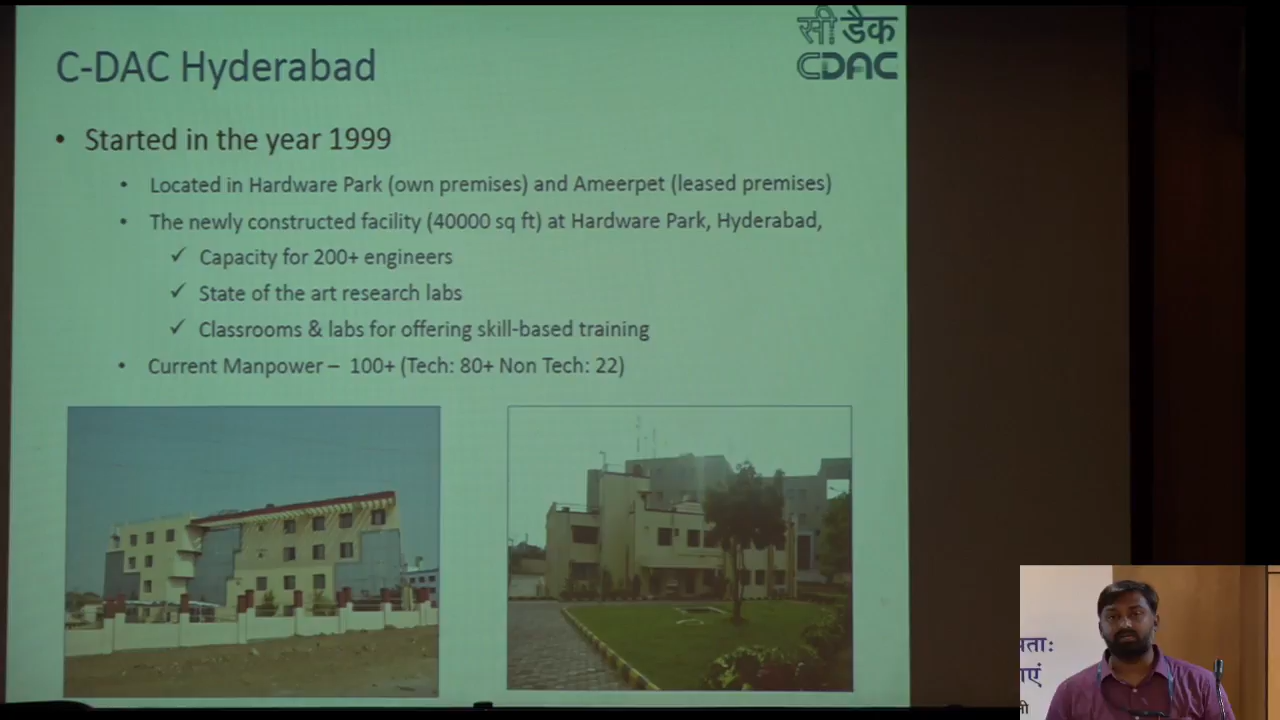 सी डैक
CDAC
C-DAC Hyderabad
• Started in the year 1999
• Located in Hardware Park (own premises) and Ameerpet (leased premises)
• The newly constructed facility (40000 sq ft) at Hardware Park, Hyderabad,
✓ Capacity for 200+ engineers
✓ State of the art research labs
✓ Classrooms & labs for offering skill-based training
• Current Manpower – 100+ (Tech: 80+ Non Tech: 22)